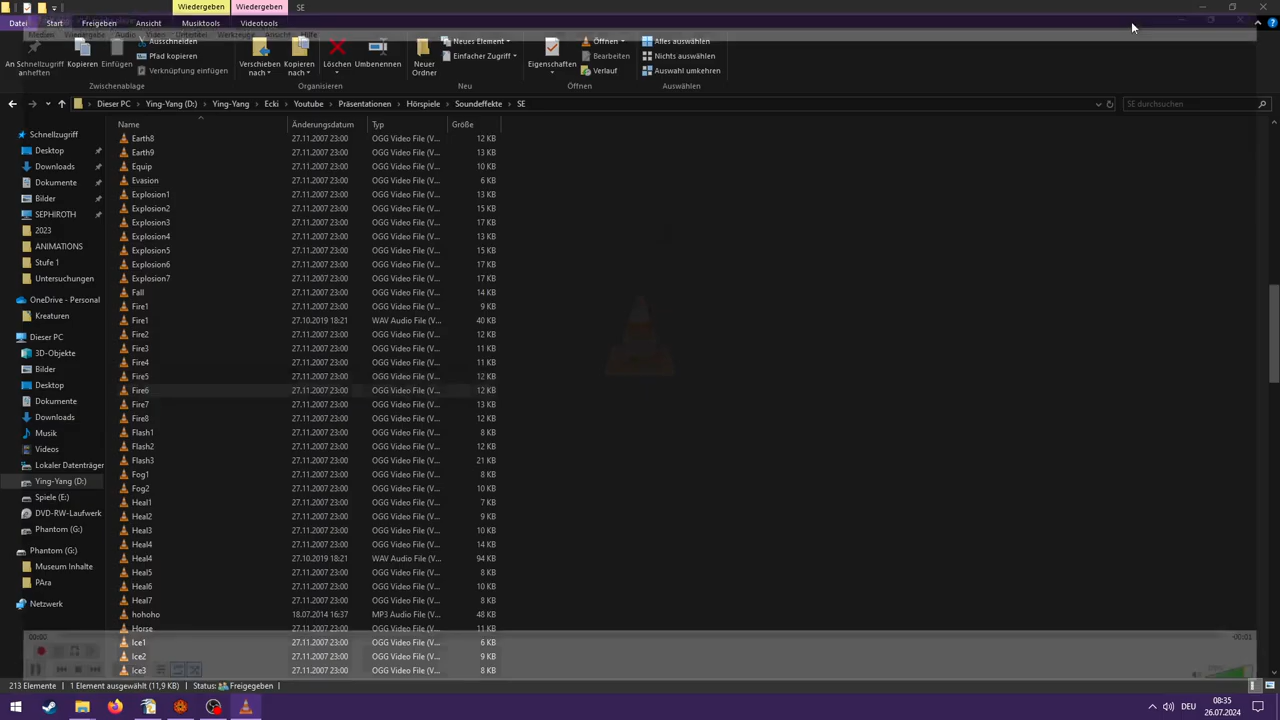 Wiedergeben Wiedergeben SE
Datei Start Freigeben Ansicht Musiktools Videotools
Medien Wiedergabe Audio Video Untertitel Werkzeuge Ansicht Hilfe
An Schnellzugriff anheften
Kopieren
Einfügen
Ausschneiden
Pfad kopieren
Verknüpfung einfügen
Zwischenablage
Verschieben nach
Kopieren nach
Löschen
Umbenennen
Organisieren
Neuer Ordner
Neues Element
Einfacher Zugriff
Neu
Eigenschaften
Öffnen
Bearbeiten
Verlauf
Öffnen
Alles auswählen
Nichts auswählen
Auswahl umkehren
Auswählen
Dieser PC › Ying-Yang (D:) › Ying-Yang › Ecki › Youtube › Präsentationen › Hörspiele › Soundeffekte › SE
SE durchsuchen
Schnellzugriff
Desktop
Downloads
Dokumente
Bilder
SEPHIROTH
2023
ANIMATIONS
Stufe 1
Untersuchungen
OneDrive - Personal
Kreaturen
Dieser PC
3D-Objekte
Bilder
Desktop
Dokumente
Downloads
Musik
Videos
Lokaler Datenträger
Ying-Yang (D:)
Spiele (E:)
DVD-RW-Laufwerk
Phantom (G:)
Phantom (G:)
Museum Inhalte
PAra
Netzwerk
Name Änderungsdatum Typ Größe
Earth8 27.11.2007 23:00 OGG Video File (V... 12 KB
Earth9 27.11.2007 23:00 OGG Video File (V... 13 KB
Equip 27.11.2007 23:00 OGG Video File (V... 10 KB
Evasion 27.11.2007 23:00 OGG Video File (V... 6 KB
Explosion1 27.11.2007 23:00 OGG Video File (V... 13 KB
Explosion2 27.11.2007 23:00 OGG Video File (V... 15 KB
Explosion3 27.11.2007 23:00 OGG Video File (V... 17 KB
Explosion4 27.11.2007 23:00 OGG Video File (V... 13 KB
Explosion5 27.11.2007 23:00 OGG Video File (V... 15 KB
Explosion6 27.11.2007 23:00 OGG Video File (V... 17 KB
Explosion7 27.11.2007 23:00 OGG Video File (V... 17 KB
Fall 27.11.2007 23:00 OGG Video File (V... 14 KB
Fire1 27.11.2007 23:00 OGG Video File (V... 9 KB
Fire1 27.10.2019 18:21 WAV Audio File (V... 40 KB
Fire2 27.11.2007 23:00 OGG Video File (V... 12 KB
Fire3 27.11.2007 23:00 OGG Video File (V... 11 KB
Fire4 27.11.2007 23:00 OGG Video File (V... 11 KB
Fire5 27.11.2007 23:00 OGG Video File (V... 12 KB
Fire6 27.11.2007 23:00 OGG Video File (V... 12 KB
Fire7 27.11.2007 23:00 OGG Video File (V... 13 KB
Fire8 27.11.2007 23:00 OGG Video File (V... 12 KB
Flash1 27.11.2007 23:00 OGG Video File (V... 8 KB
Flash2 27.11.2007 23:00 OGG Video File (V... 12 KB
Flash3 27.11.2007 23:00 OGG Video File (V... 21 KB
Fog1 27.11.2007 23:00 OGG Video File (V... 8 KB
Fog2 27.11.2007 23:00 OGG Video File (V... 10 KB
Heal1 27.11.2007 23:00 OGG Video File (V... 7 KB
Heal2 27.11.2007 23:00 OGG Video File (V... 9 KB
Heal3 27.11.2007 23:00 OGG Video File (V... 10 KB
Heal4 27.11.2007 23:00 OGG Video File (V... 14 KB
Heal4 27.10.2019 18:21 WAV Audio File (V... 94 KB
Heal5 27.11.2007 23:00 OGG Video File (V... 8 KB
Heal6 27.11.2007 23:00 OGG Video File (V... 10 KB
Heal7 27.11.2007 23:00 OGG Video File (V... 8 KB
hohoho 18.07.2014 16:37 MP3 Audio File (V... 48 KB
Horse 27.11.2007 23:00 OGG Video File (V... 11 KB
00:00 -00:01
Ice1 27.11.2007 23:00 OGG Video File (V... 6 KB
Ice2 27.11.2007 23:00 OGG Video File (V... 9 KB
Ice3 27.11.2007 23:00 OGG Video File (V... 8 KB
213 Elemente 1 Element ausgewählt (11,9 KB) Status: Freigegeben
DEU 08:35
26.07.2024